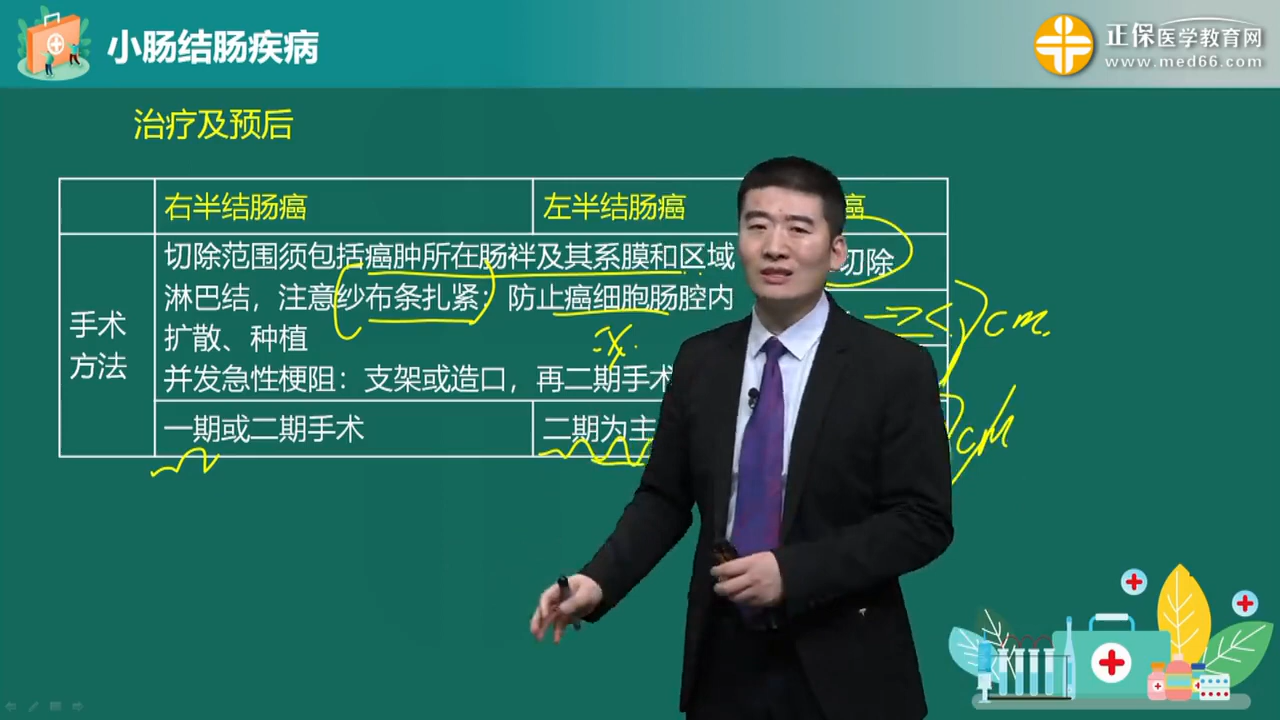 小肠结肠疾病
正保医学教育网
www.med66.com
治疗及预后
右半结肠癌
左半结肠癌
癌
手术
方法
切除范围须包括癌肿所在肠袢及其系膜和区域
淋巴结，注意纱布条扎紧；防止癌细胞肠腔内
扩散、种植
并发急性梗阻：支架或造口，再二期手术
切除
cm.
一期或二期手术
二期为主
cm